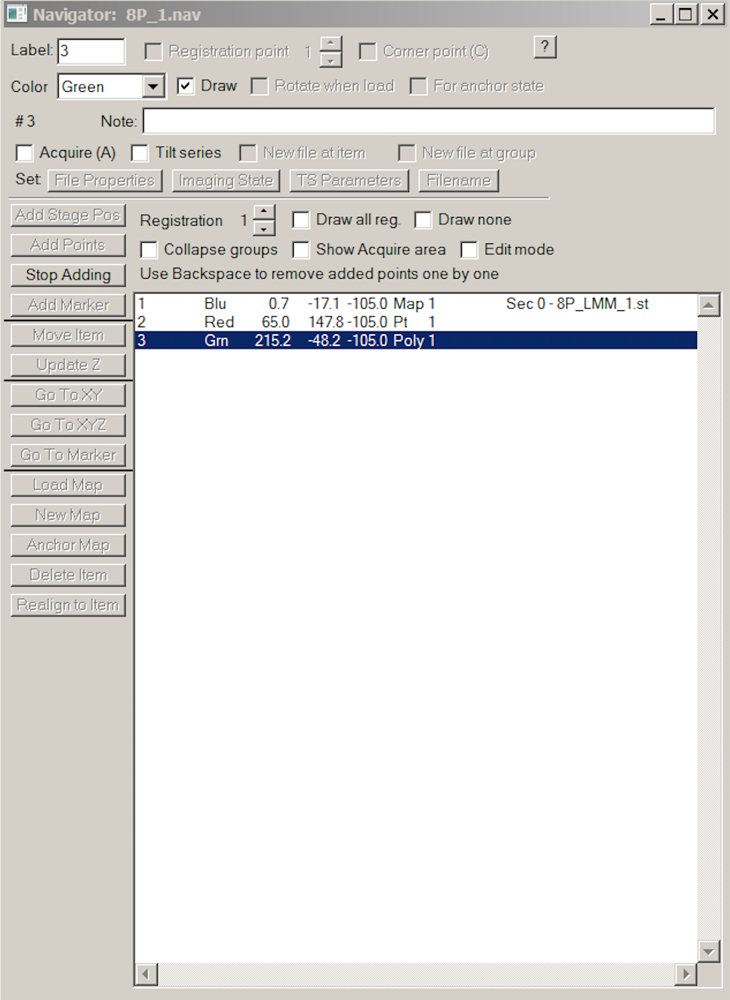 Navigator: 8P_1.nav
Label: 3 Registration point 1 Corner point (C) ?
Color Green Draw Rotate when load For anchor state
# 3 Note:
Acquire (A) Tilt series New file at item New file at group
Set: File Properties Imaging State TS Parameters Filename
Add Stage Pos
Registration 1 Draw all reg. Draw none
Add Points
Collapse groups Show Acquire area Edit mode
Stop Adding
Use Backspace to remove added points one by one
Add Marker
1 Blu 0.7 -17.1 -105.0 Map 1 Sec 0 - 8P_LMM_1.st
2 Red 65.0 147.8 -105.0 Pt 1
3 Grn 215.2 -48.2 -105.0 Poly 1
Move Item
Update Z
Go To XY
Go To XYZ
Go To Marker
Load Map
New Map
Anchor Map
Delete Item
Realign to Item